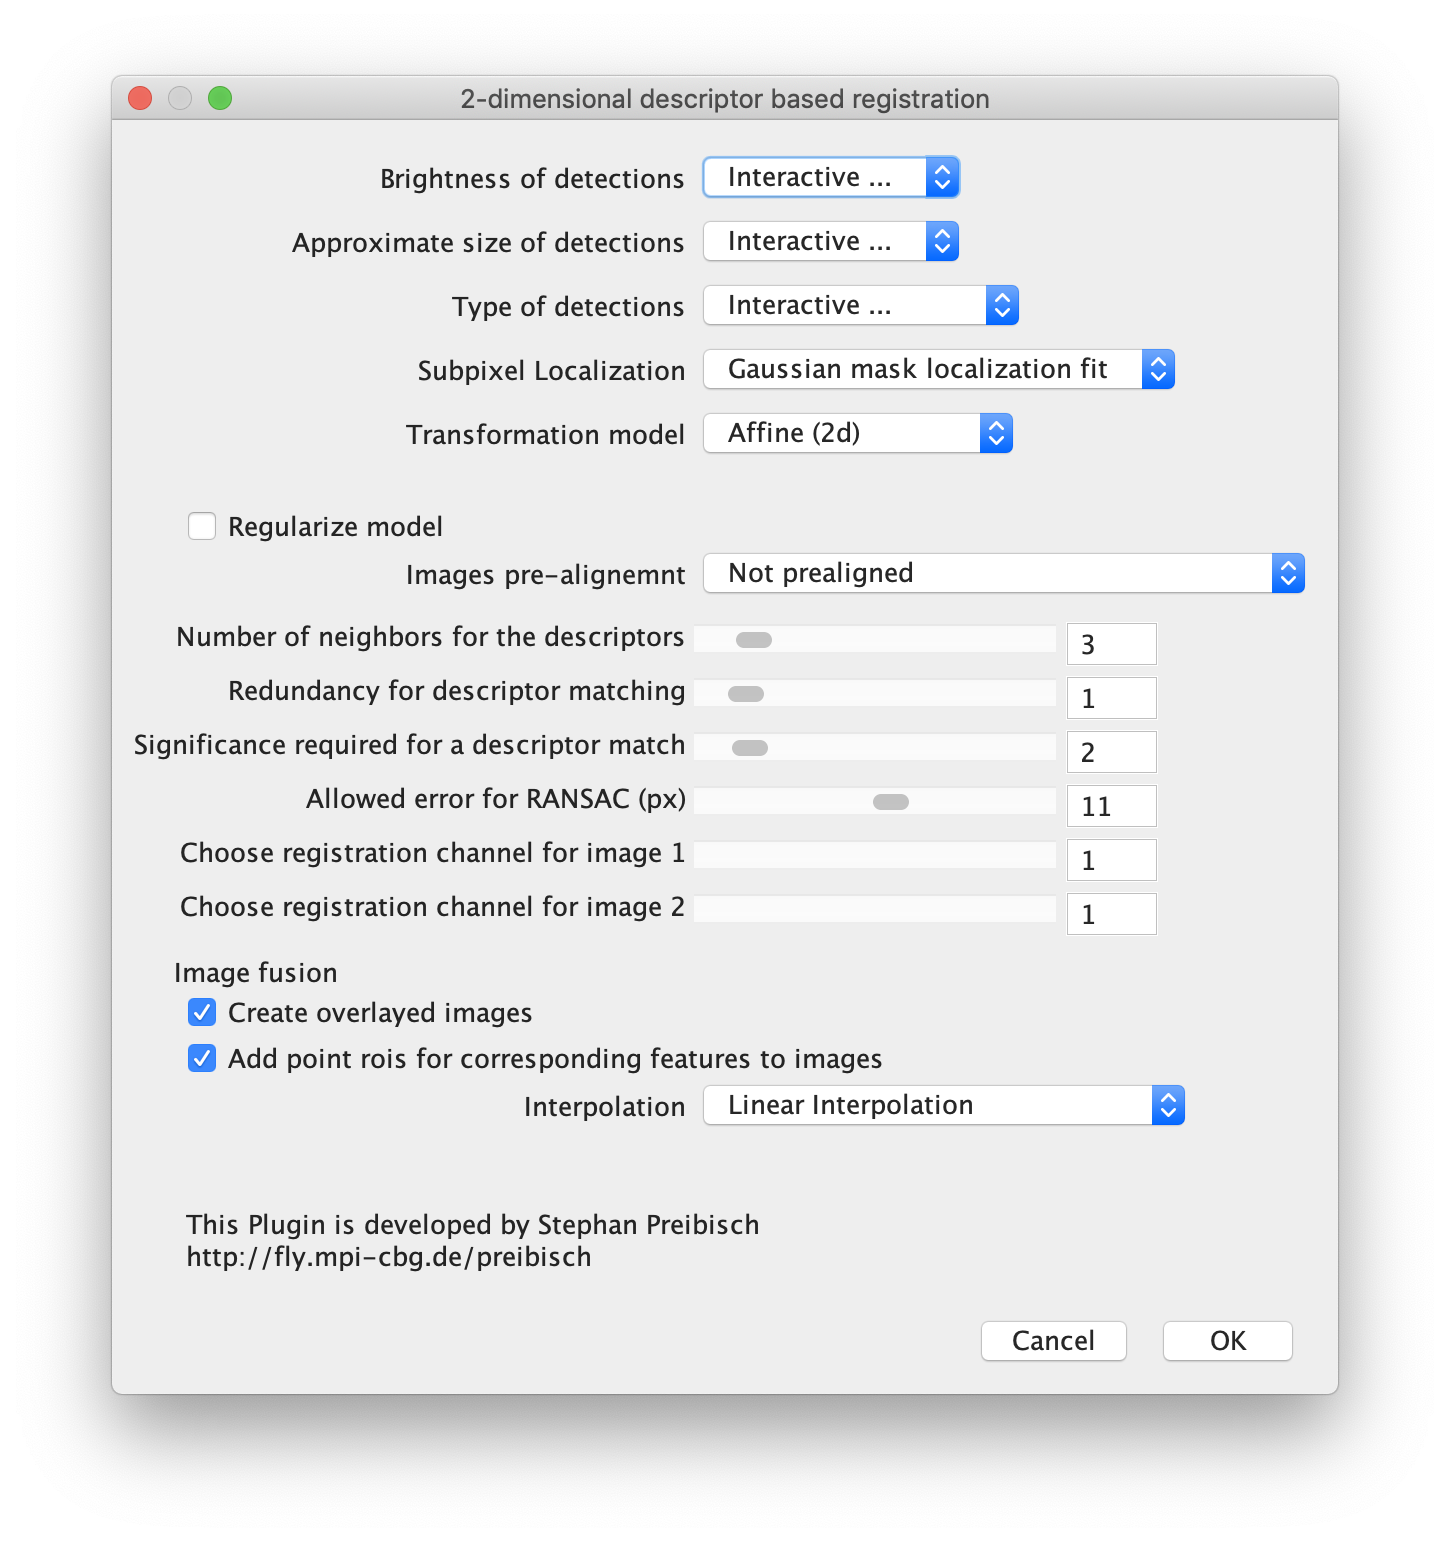 2-dimensional descriptor based registration
Brightness of detections Interactive ...
Approximate size of detections Interactive ...
Type of detections Interactive ...
Subpixel Localization Gaussian mask localization fit
Transformation model Affine (2d)
Regularize model
Images pre-alignemnt Not prealigned
Number of neighbors for the descriptors 3
Redundancy for descriptor matching 1
Significance required for a descriptor match 2
Allowed error for RANSAC (px) 11
Choose registration channel for image 1 1
Choose registration channel for image 2 1
Image fusion
Create overlayed images
Add point rois for corresponding features to images
Interpolation Linear Interpolation
This Plugin is developed by Stephan Preibisch
http://fly.mpi-cbg.de/preibisch
Cancel OK